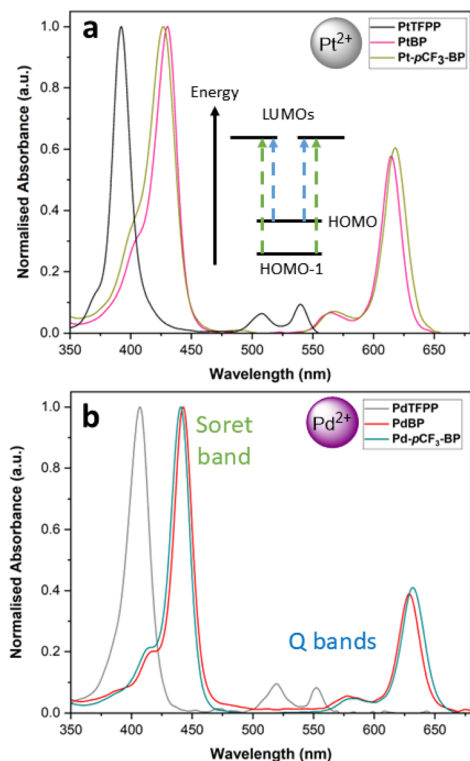 a
Pt2+
PtTFPP
PtBP
Pt-pCF3-BP
Energy
LUMOs
HOMO
HOMO-1
Normalised Absorbance (a.u.)
1.0
0.8
0.6
0.4
0.2
0.0
350 400 450 500 550 600 650
Wavelength (nm)
b
Pd2+
PdTFPP
PdBP
Pd-pCF3-BP
Soret
band
Q bands
Normalised Absorbance (a.u.)
1.0
0.8
0.6
0.4
0.2
0.0
350 400 450 500 550 600 650
Wavelength (nm)